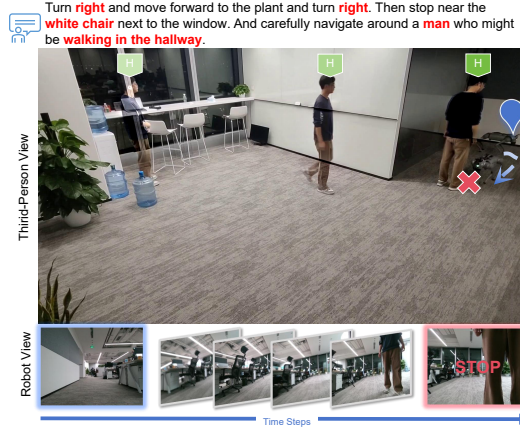 Turn right and move forward to the plant and turn right. Then stop near the
white chair next to the window. And carefully navigate around a man who might
be walking in the hallway.
H H H
Thirid-Person View
Robot View
STOP
Time Steps